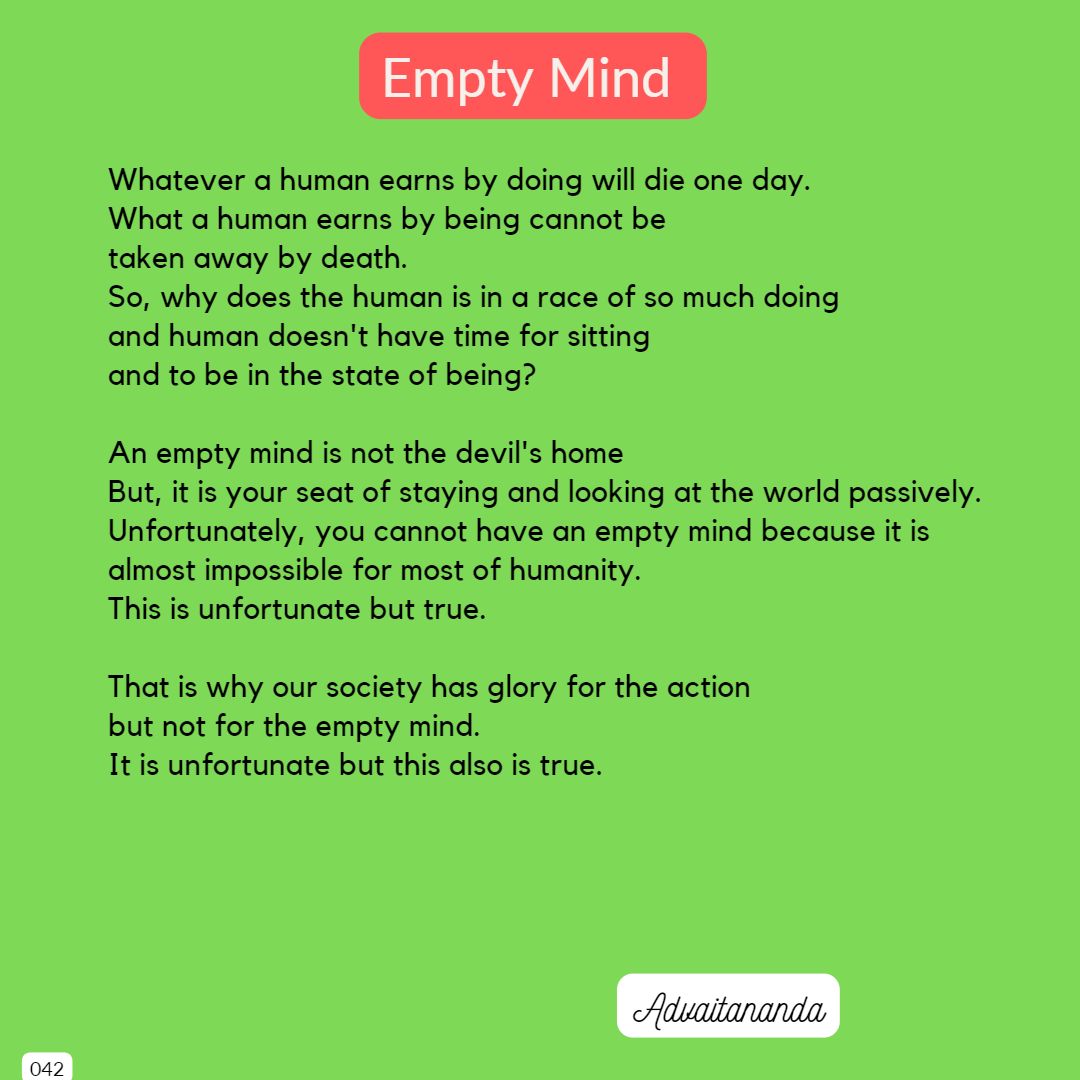 Empty Mind
Whatever a human earns by doing will die one day.
What a human earns by being cannot be
taken away by death.
So, why does the human is in a race of so much doing
and human doesn't have time for sitting
and to be in the state of being?
An empty mind is not the devil's home
But, it is your seat of staying and looking at the world passively.
Unfortunately, you cannot have an empty mind because it is
almost impossible for most of humanity.
This is unfortunate but true.
That is why our society has glory for the action
but not for the empty mind.
It is unfortunate but this also is true.
Advaitananda
042